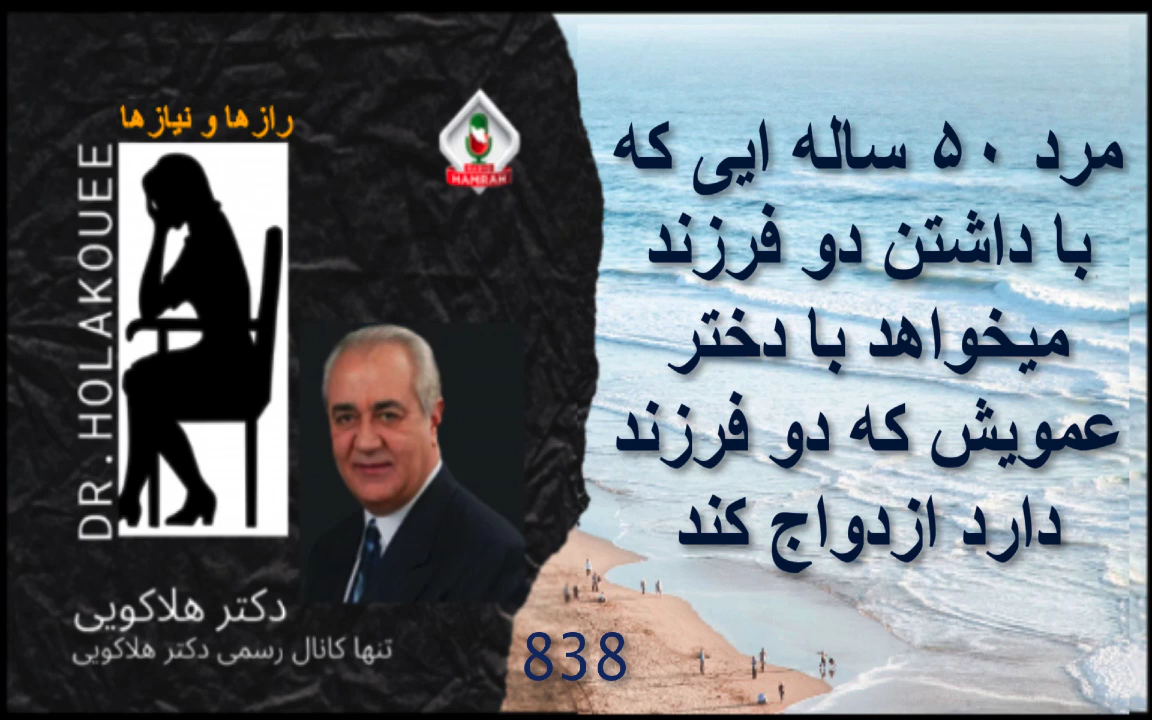 رازها و نیازها
DR.HOLAKOUEE
HAMRAH
دکتر هلاکویی
تنها کانال رسمی دکتر هلاکویی
مرد ۵۰ ساله ایی که
با داشتن دو فرزند
میخواهد با دختر
عمویش که دو فرزند
دارد ازدواج کند
838